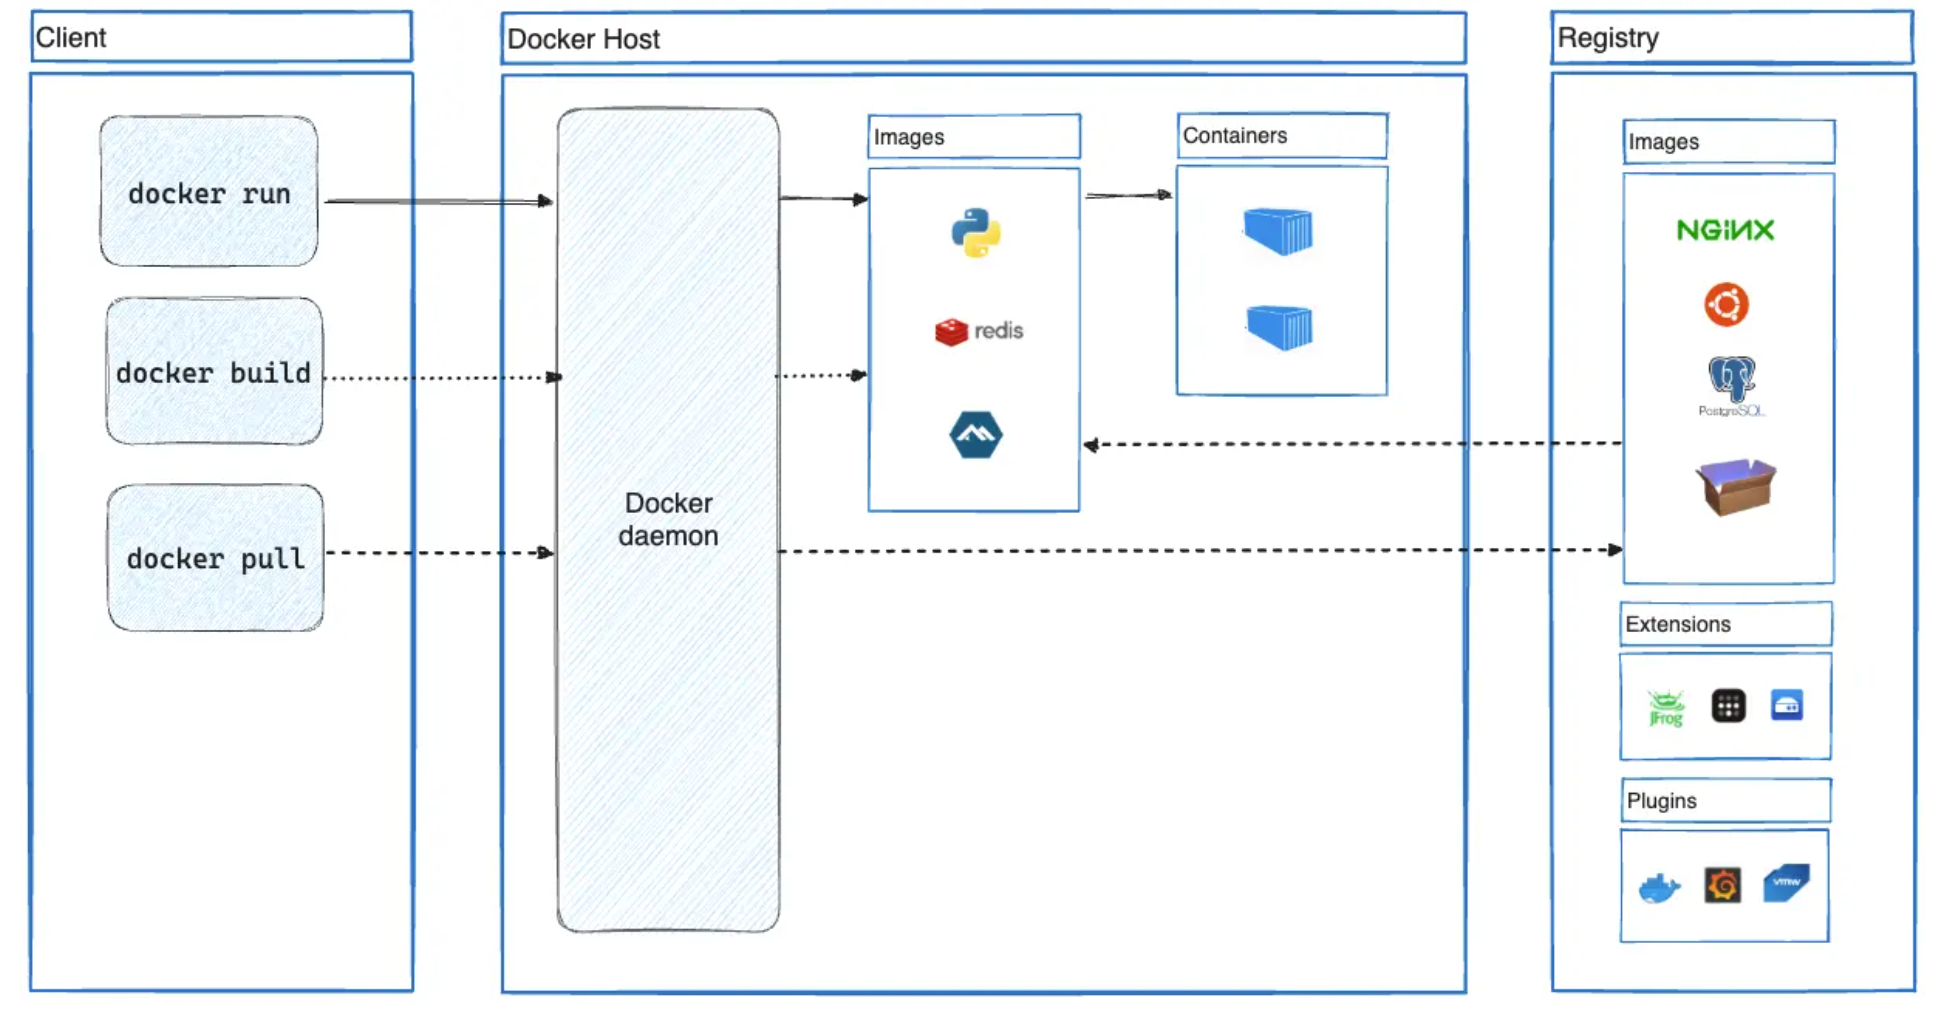 Client
docker run
docker build
docker pull
Docker Host
Docker
daemon
Images
redis
Containers
Registry
Images
NGiNX
PostgreSQL
Extensions
JFrog
Plugins
vmw